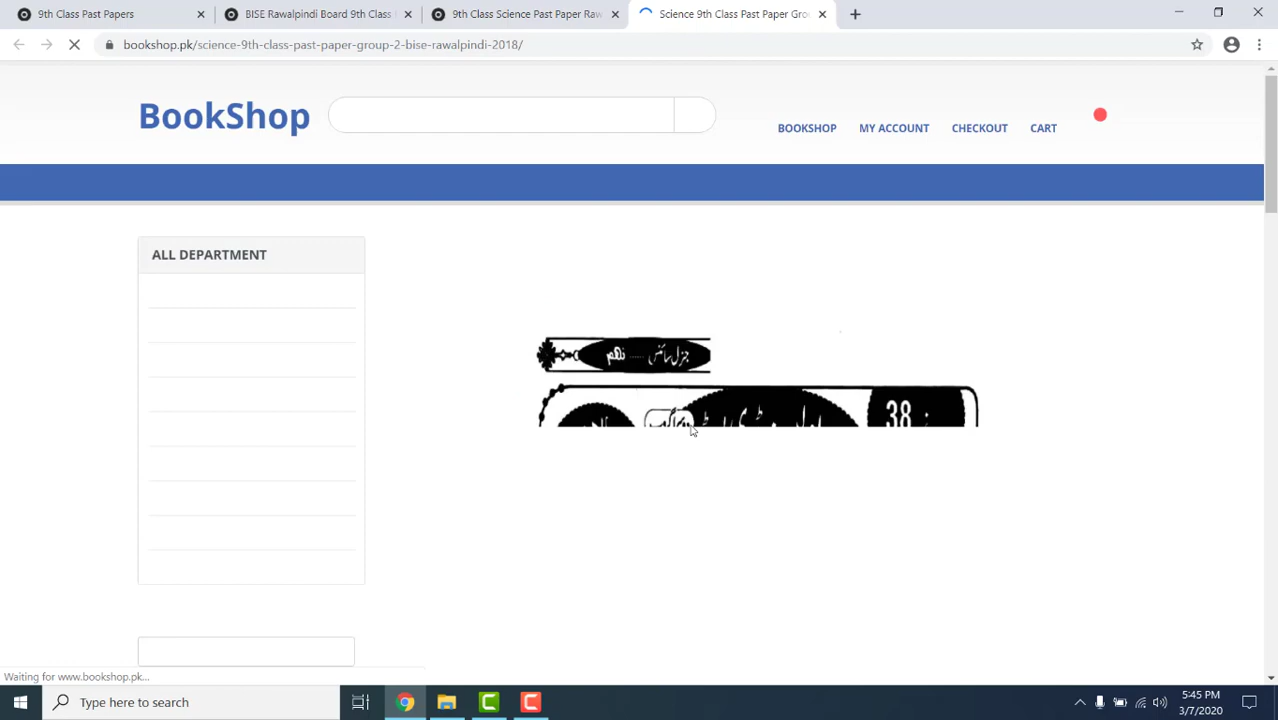 9th Class Past Papers
BISE Rawalpindi Board 9th Class
9th Class Science Past Paper Raw
Science 9th Class Past Paper Gro
bookshop.pk/science-9th-class-past-paper-group-2-bise-rawalpindi-2018/
BookShop
BOOKSHOP
MY ACCOUNT
CHECKOUT
CART
ALL DEPARTMENT
جنرل سائنس ...... نہم
38
Waiting for www.bookshop.pk...
Type here to search
5:45 PM
3/7/2020